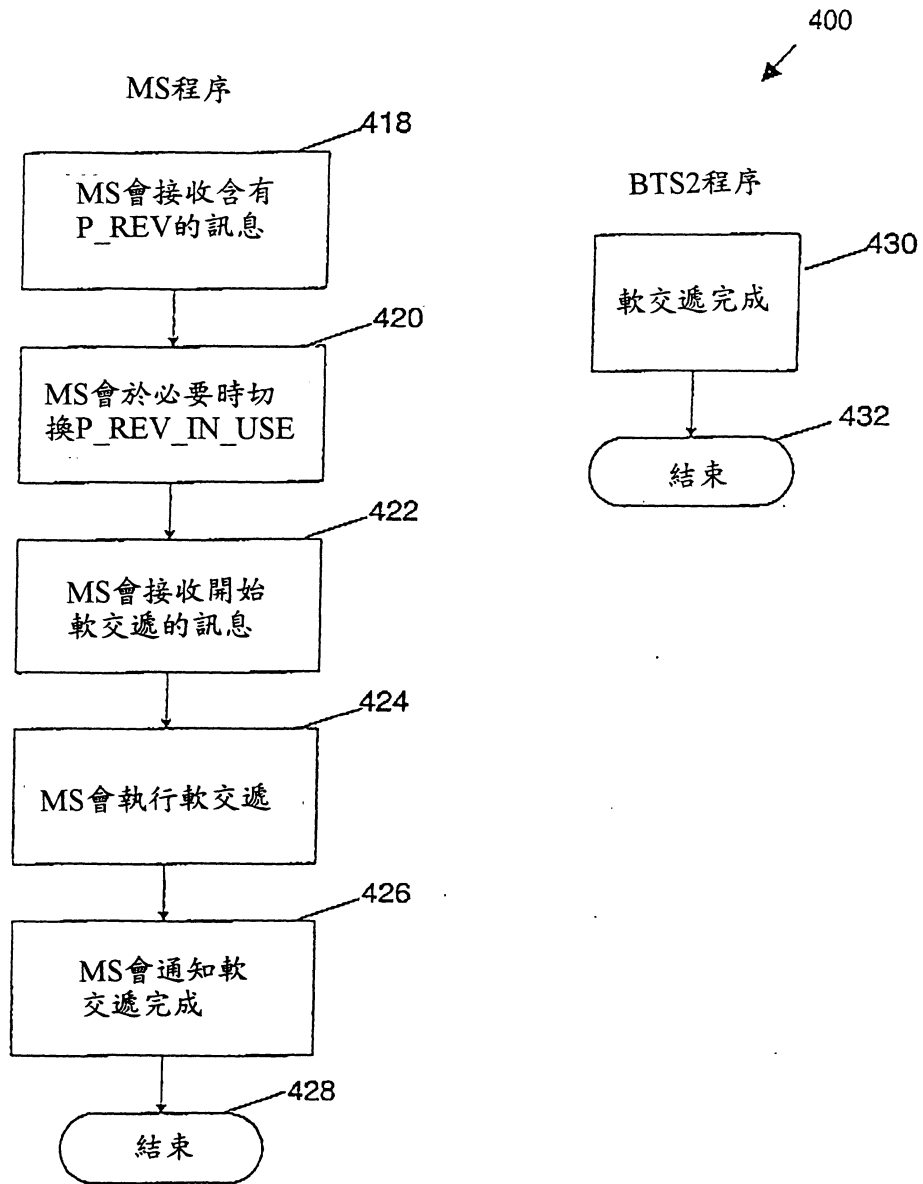 400
MS程序
418
MS會接收含有
P_REV的訊息
420
MS會於必要時切
換P_REV_IN_USE
422
MS會接收開始
軟交遞的訊息
424
MS會執行軟交遞
426
MS會通知軟
交遞完成
428
結束
BTS2程序
430
軟交遞完成
432
結束